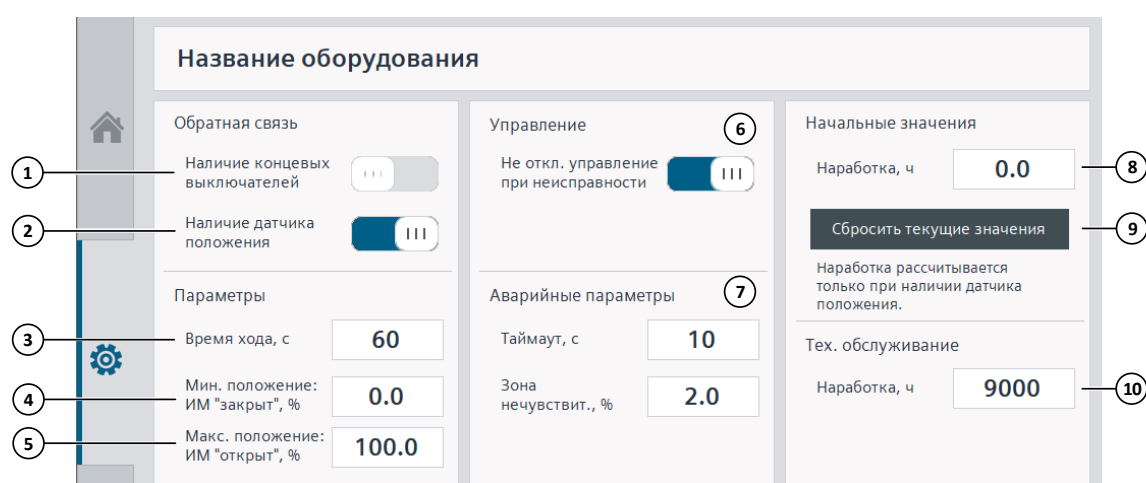 Название оборудования
Обратная связь
1
Наличие концевых
выключателей
2
Наличие датчика
положения
Параметры
3
Время хода, с
60
4
Мин. положение:
ИМ "закрыт", %
0.0
5
Макс. положение:
ИМ "открыт", %
100.0
Управление
6
Не откл. управление
при неисправности
Аварийные параметры
7
Таймаут, с
10
Зона
нечувствит., %
2.0
Начальные значения
Наработка, ч
0.0
8
Сбросить текущие значения
9
Наработка рассчитывается
только при наличии датчика
положения.
Тех. обслуживание
Наработка, ч
9000
10